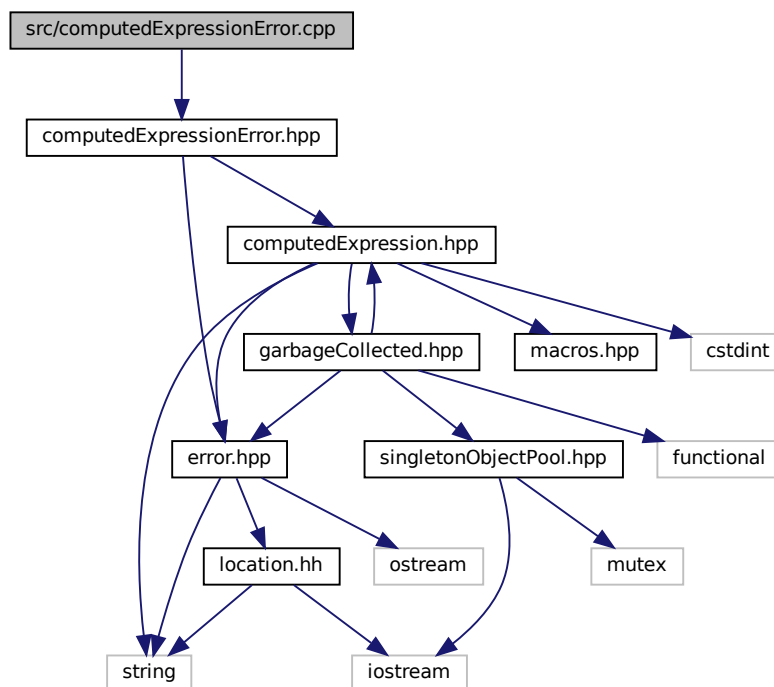 src/computedExpressionError.cpp
computedExpressionError.hpp
computedExpression.hpp
garbageCollected.hpp
macros.hpp
cstdint
error.hpp
singletonObjectPool.hpp
functional
location.hh
ostream
mutex
string
iostream